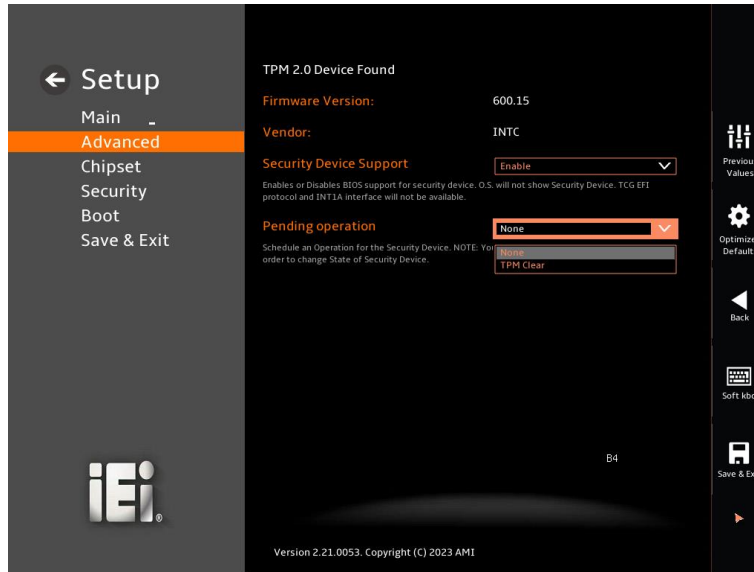 Setup
Main
Advanced
Chipset
Security
Boot
Save & Exit
TPM 2.0 Device Found
Firmware Version: 600.15
Vendor: INTC
Security Device Support Enable
Enables or Disables BIOS support for security device. O.S. will not show Security Device. TCG EFI
protocol and INT1A interface will not be available.
Pending operation None
Schedule an Operation for the Security Device. NOTE:
order to change State of Security Device.
None
TPM Clear
B4
Version 2.21.0053. Copyright (C) 2023 AMI
Previou
Values
Optimize
Default
Back
Soft kbd
Save & Ex
iEi®